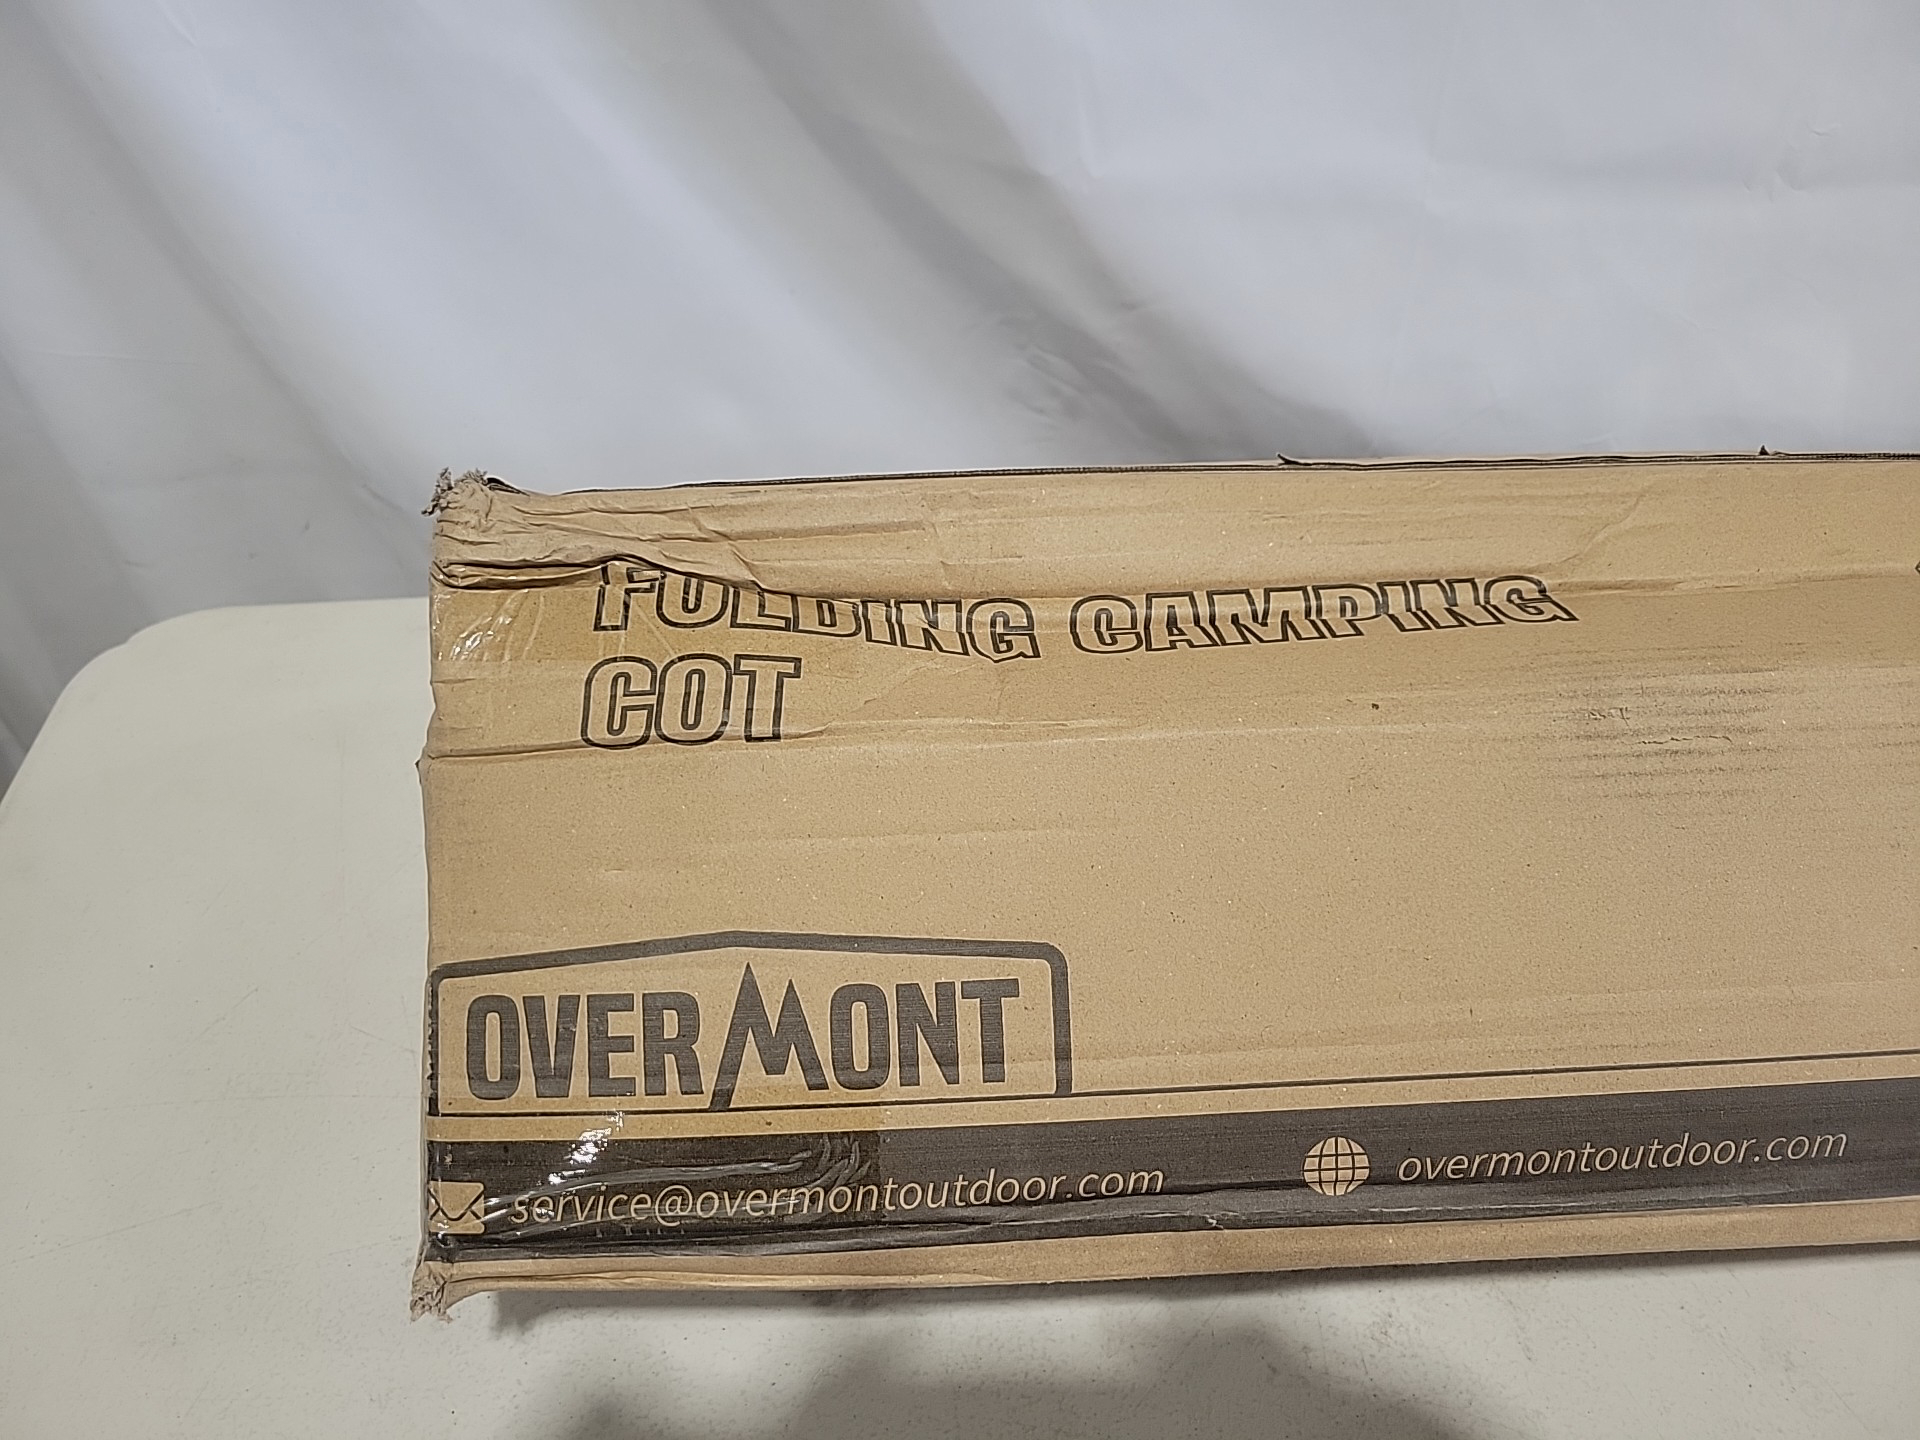 FOLDING CAMPING
COT
OVERMONT
service@overmontoutdoor.com
overmontoutdoor.com